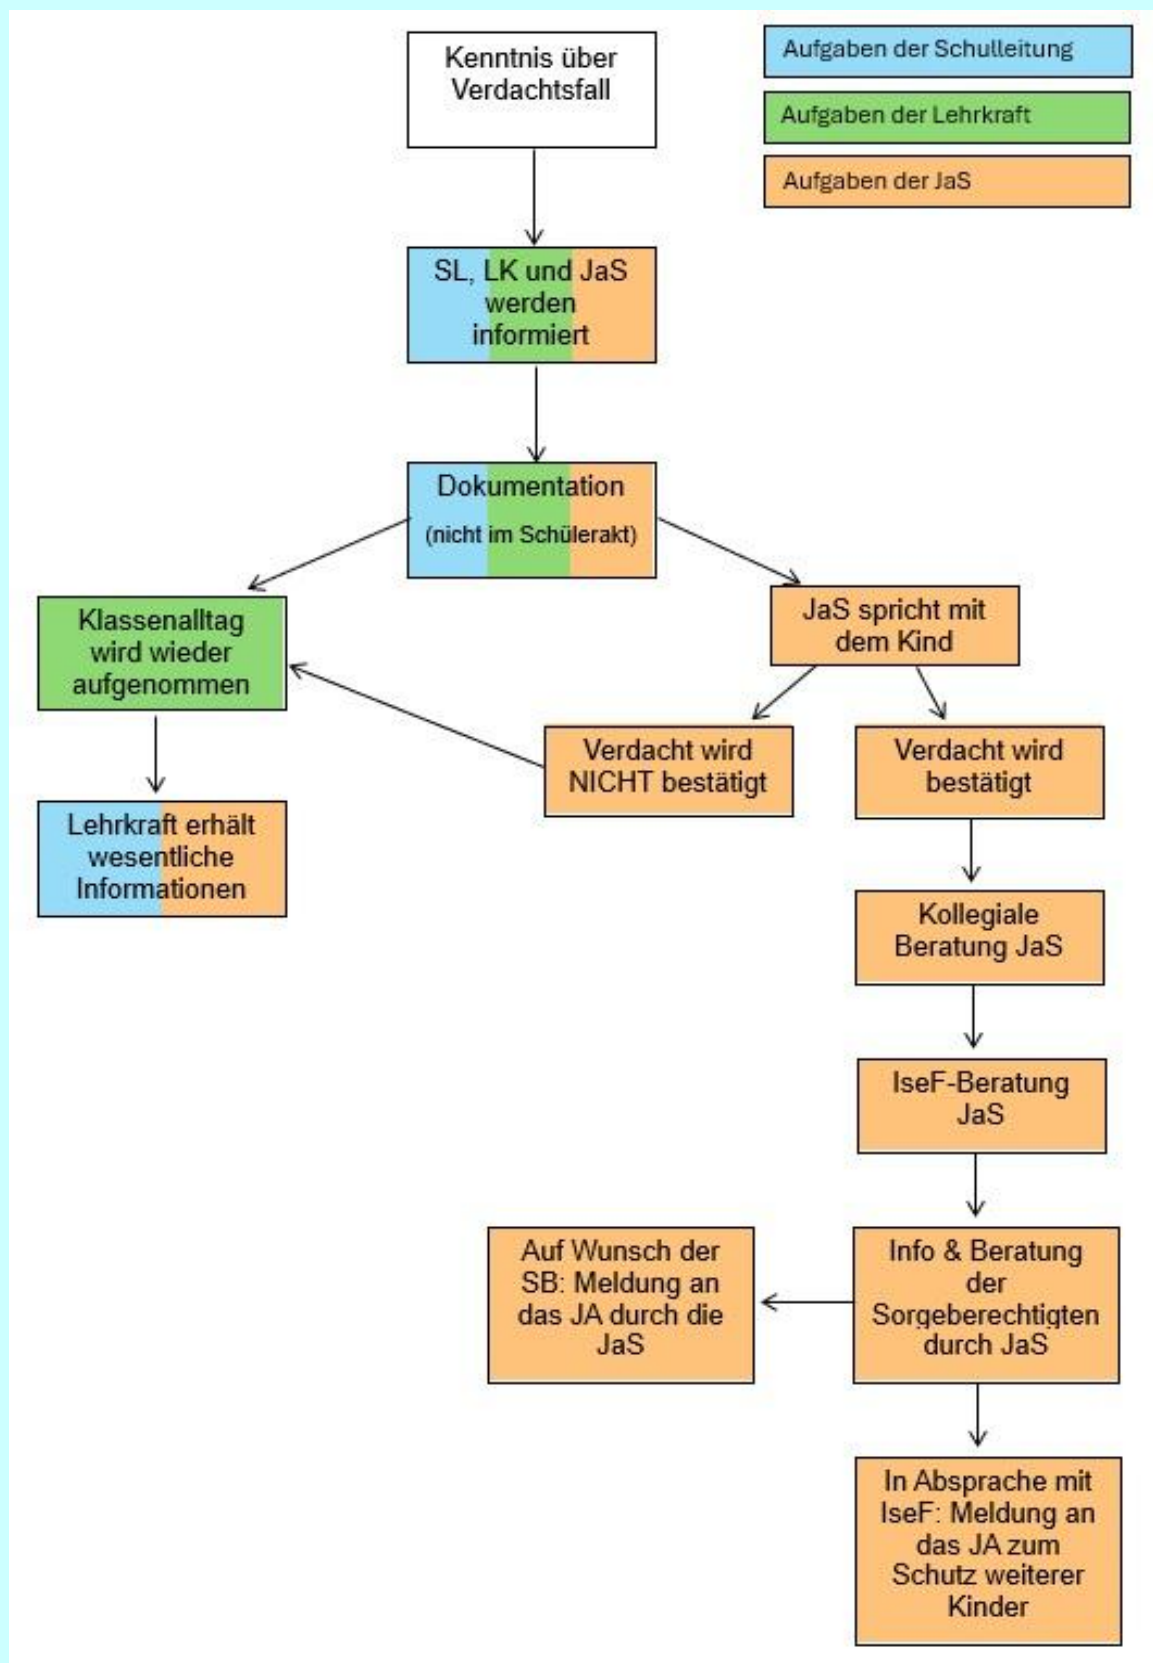 Kenntnis über
Verdachtsfall
Aufgaben der Schulleitung
Aufgaben der Lehrkraft
Aufgaben der JaS
SL, LK und JaS
werden
informiert
Dokumentation
(nicht im Schülerakt)
Klassenalltag
wird wieder
aufgenommen
JaS spricht mit
dem Kind
Verdacht wird
NICHT bestätigt
Verdacht wird
bestätigt
Lehrkraft erhält
wesentliche
Informationen
Kollegiale
Beratung JaS
IseF-Beratung
JaS
Auf Wunsch der
SB: Meldung an
das JA durch die
JaS
Info & Beratung
der
Sorgeberechtigten
durch JaS
In Absprache mit
IseF: Meldung an
das JA zum
Schutz weiterer
Kinder